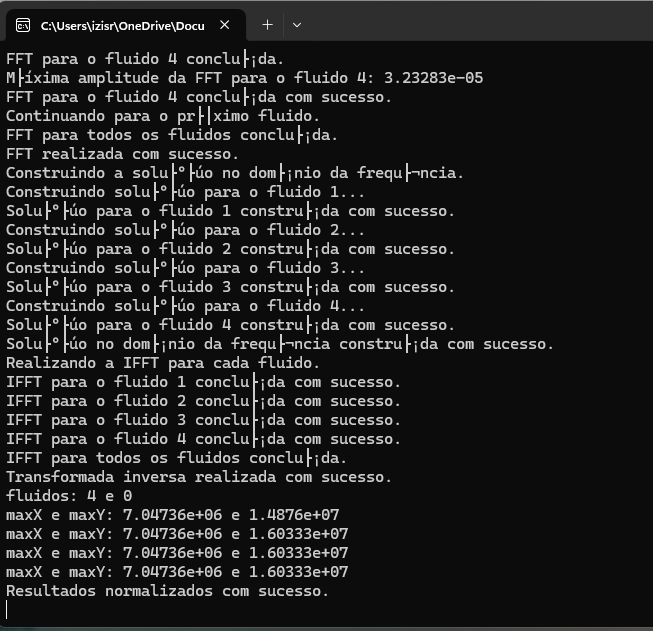 C:\Users\izisr\OneDrive\Docu
FFT para o fluido 4 conclu├¡da.
M├íxima amplitude da FFT para o fluido 4: 3.23283e-05
FFT para o fluido 4 conclu├¡da com sucesso.
Continuando para o pr├│ximo fluido.
FFT para todos os fluidos conclu├¡da.
FFT realizada com sucesso.
Construindo a solu├º├úo no dom├¡nio da frequ├¬ncia.
Construindo solu├º├úo para o fluido 1...
Solu├º├úo para o fluido 1 constru├¡da com sucesso.
Construindo solu├º├úo para o fluido 2...
Solu├º├úo para o fluido 2 constru├¡da com sucesso.
Construindo solu├º├úo para o fluido 3...
Solu├º├úo para o fluido 3 constru├¡da com sucesso.
Construindo solu├º├úo para o fluido 4...
Solu├º├úo para o fluido 4 constru├¡da com sucesso.
Solu├º├úo no dom├¡nio da frequ├¬ncia constru├¡da com sucesso.
Realizando a IFFT para cada fluido.
IFFT para o fluido 1 conclu├¡da com sucesso.
IFFT para o fluido 2 conclu├¡da com sucesso.
IFFT para o fluido 3 conclu├¡da com sucesso.
IFFT para o fluido 4 conclu├¡da com sucesso.
IFFT para todos os fluidos conclu├¡da.
Transformada inversa realizada com sucesso.
fluidos: 4 e 0
maxX e maxY: 7.04736e+06 e 1.4876e+07
maxX e maxY: 7.04736e+06 e 1.60333e+07
maxX e maxY: 7.04736e+06 e 1.60333e+07
maxX e maxY: 7.04736e+06 e 1.60333e+07
Resultados normalizados com sucesso.